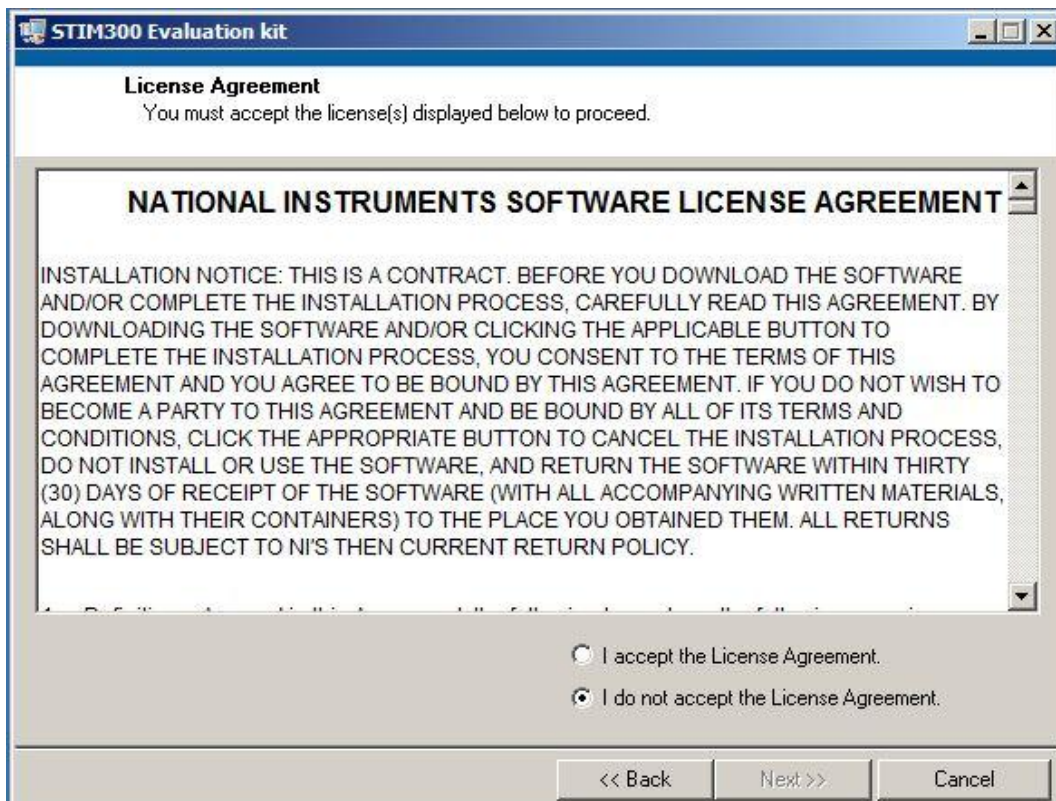 STIM300 Evaluation kit
License Agreement
You must accept the license(s) displayed below to proceed.
NATIONAL INSTRUMENTS SOFTWARE LICENSE AGREEMENT
INSTALLATION NOTICE: THIS IS A CONTRACT. BEFORE YOU DOWNLOAD THE SOFTWARE
AND/OR COMPLETE THE INSTALLATION PROCESS, CAREFULLY READ THIS AGREEMENT. BY
DOWNLOADING THE SOFTWARE AND/OR CLICKING THE APPLICABLE BUTTON TO
COMPLETE THE INSTALLATION PROCESS, YOU CONSENT TO THE TERMS OF THIS
AGREEMENT AND YOU AGREE TO BE BOUND BY THIS AGREEMENT. IF YOU DO NOT WISH TO
BECOME A PARTY TO THIS AGREEMENT AND BE BOUND BY ALL OF ITS TERMS AND
CONDITIONS, CLICK THE APPROPRIATE BUTTON TO CANCEL THE INSTALLATION PROCESS,
DO NOT INSTALL OR USE THE SOFTWARE, AND RETURN THE SOFTWARE WITHIN THIRTY
(30) DAYS OF RECEIPT OF THE SOFTWARE (WITH ALL ACCOMPANYING WRITTEN MATERIALS,
ALONG WITH THEIR CONTAINERS) TO THE PLACE YOU OBTAINED THEM. ALL RETURNS
SHALL BE SUBJECT TO NI'S THEN CURRENT RETURN POLICY.
I accept the License Agreement.
I do not accept the License Agreement.
<< Back
Next >>
Cancel